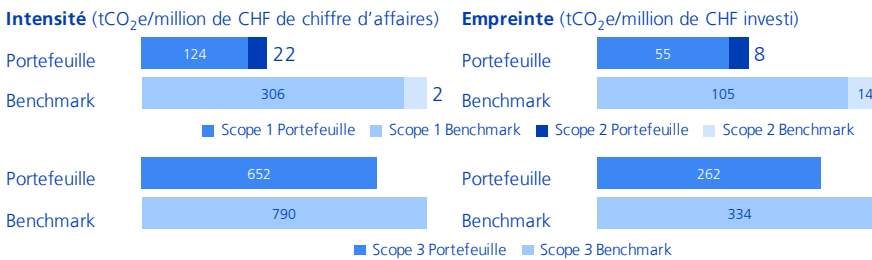 Intensité (tCO₂e/million de CHF de chiffre d'affaires)
Portefeuille 124 22
Benchmark 306 2
Empreinte (tCO₂e/million de CHF investi)
Portefeuille 55 8
Benchmark 105 14
Scope 1 Portefeuille Scope 1 Benchmark Scope 2 Portefeuille Scope 2 Benchmark
Portefeuille 652
Benchmark 790
Portefeuille 262
Benchmark 334
Scope 3 Portefeuille Scope 3 Benchmark